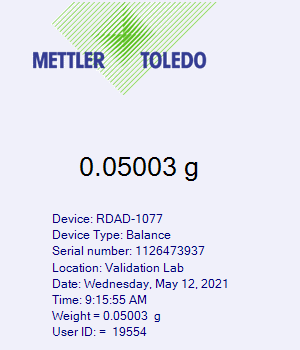 METTLER TOLEDO
0.05003 g
Device: RDAD-1077
Device Type: Balance
Serial number: 1126473937
Location: Validation Lab
Date: Wednesday, May 12, 2021
Time: 9:15:55 AM
Weight = 0.05003  g
User ID: =  19554